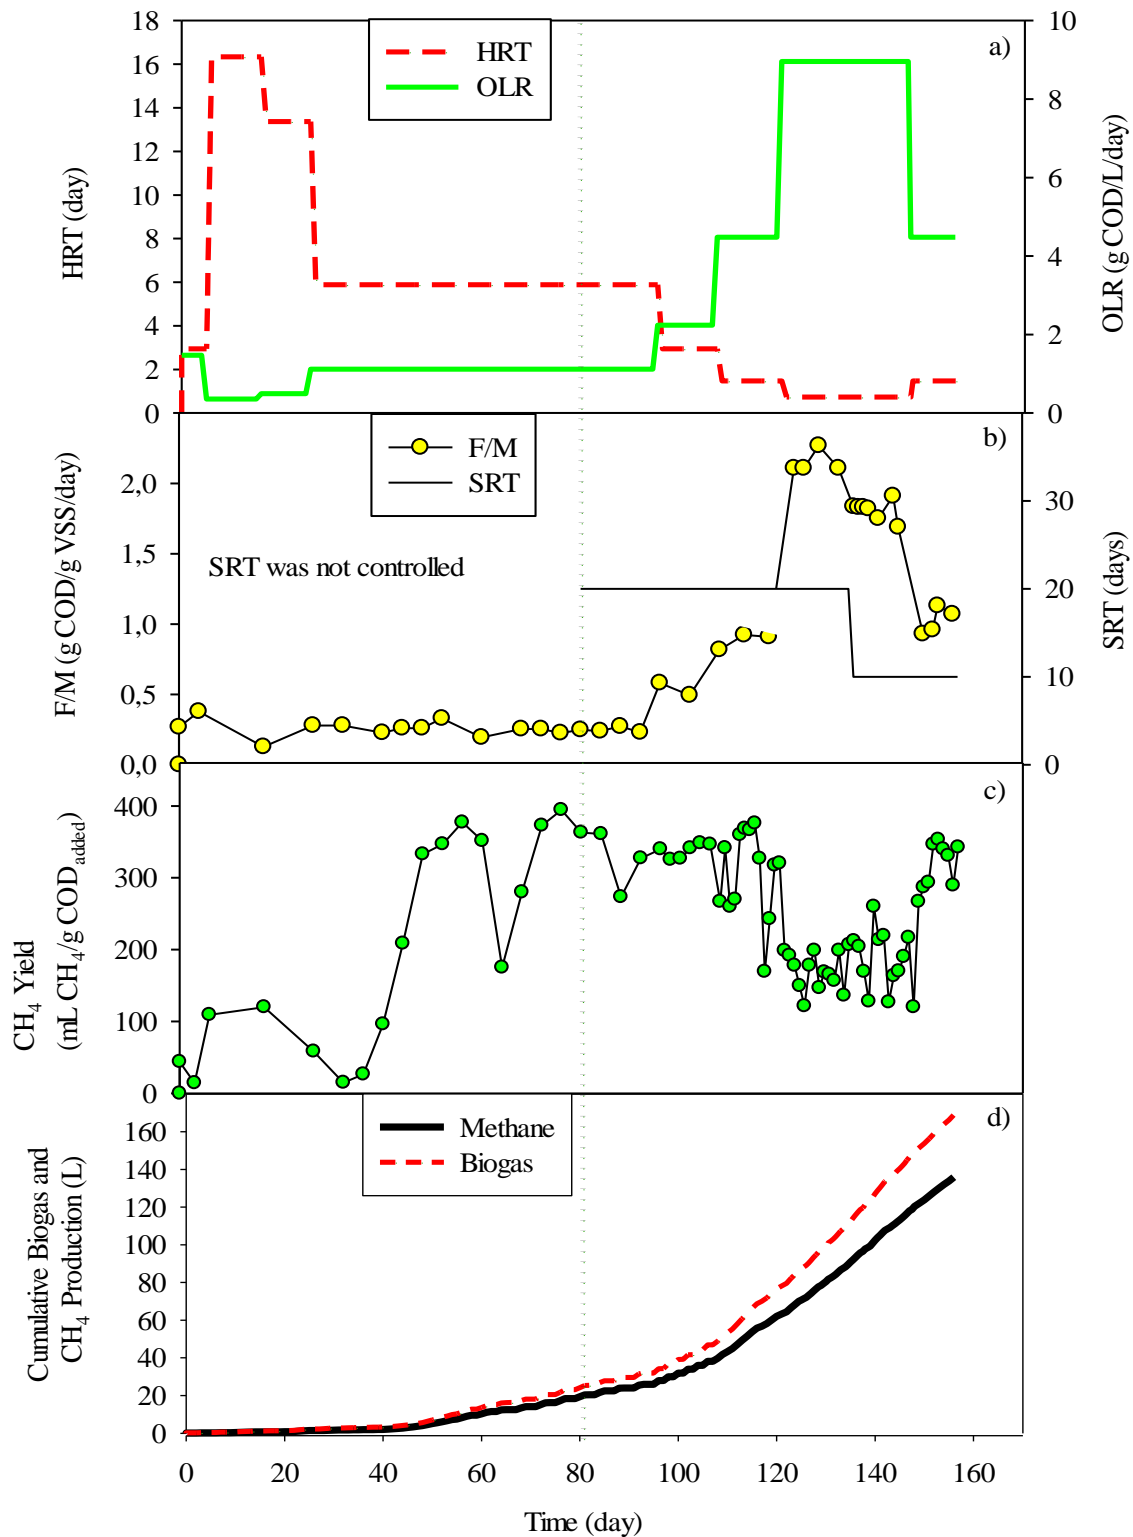 18
16
14
12
10
8
6
4
2
0
HRT (day)
HRT
OLR
a)
10
8
6
4
2
0
OLR (g COD/L/day)
2,0
1,5
1,0
0,5
0,0
F/M (g COD/g VSS/day)
F/M
SRT
b)
SRT was not controlled
30
20
10
0
SRT (days)
400
300
200
100
0
CH4 Yield
(mL CH4/g CODadded)
c)
160
140
120
100
80
60
40
20
0
Cumulative Biogas and
CH4 Production (L)
Methane
Biogas
d)
0 20 40 60 80 100 120 140 160
Time (day)